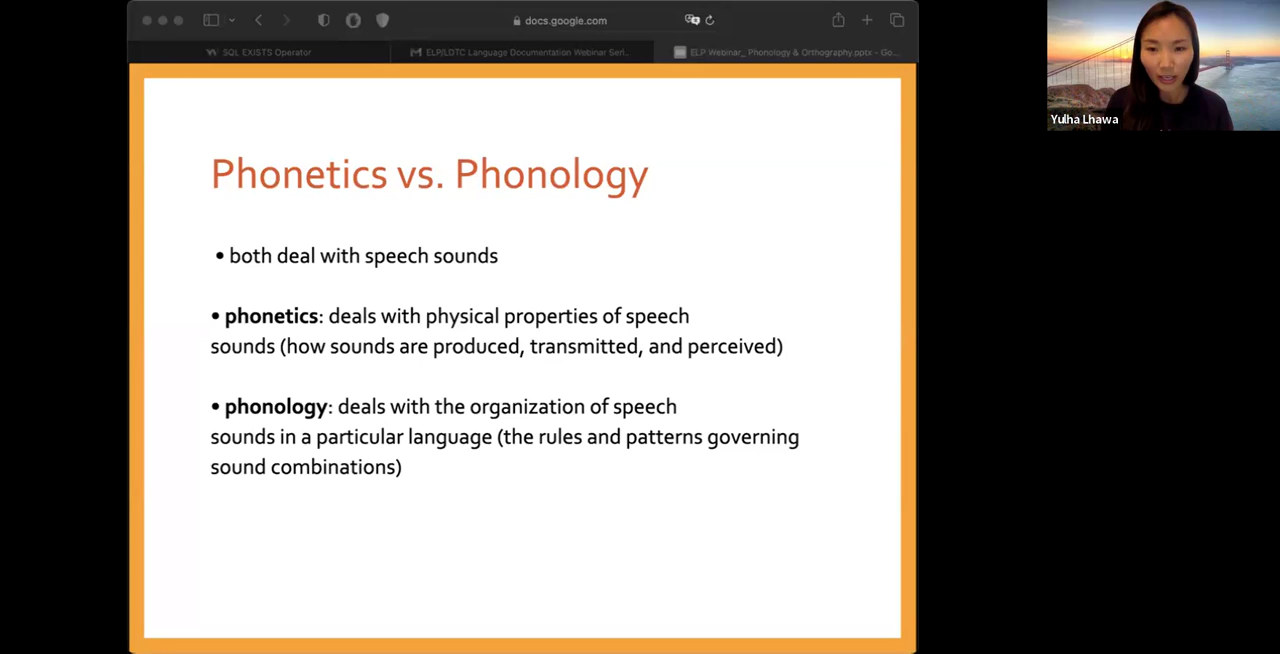 docs.google.com
SQL EXISTS Operator
ELP|LDTC Language Documentation Webinar Seri...
ELP Webinar_ Phonology & Orthography.pptx - Go...
Yulha Lhawa
Phonetics vs. Phonology
• both deal with speech sounds
• phonetics: deals with physical properties of speech
sounds (how sounds are produced, transmitted, and perceived)
• phonology: deals with the organization of speech
sounds in a particular language (the rules and patterns governing
sound combinations)